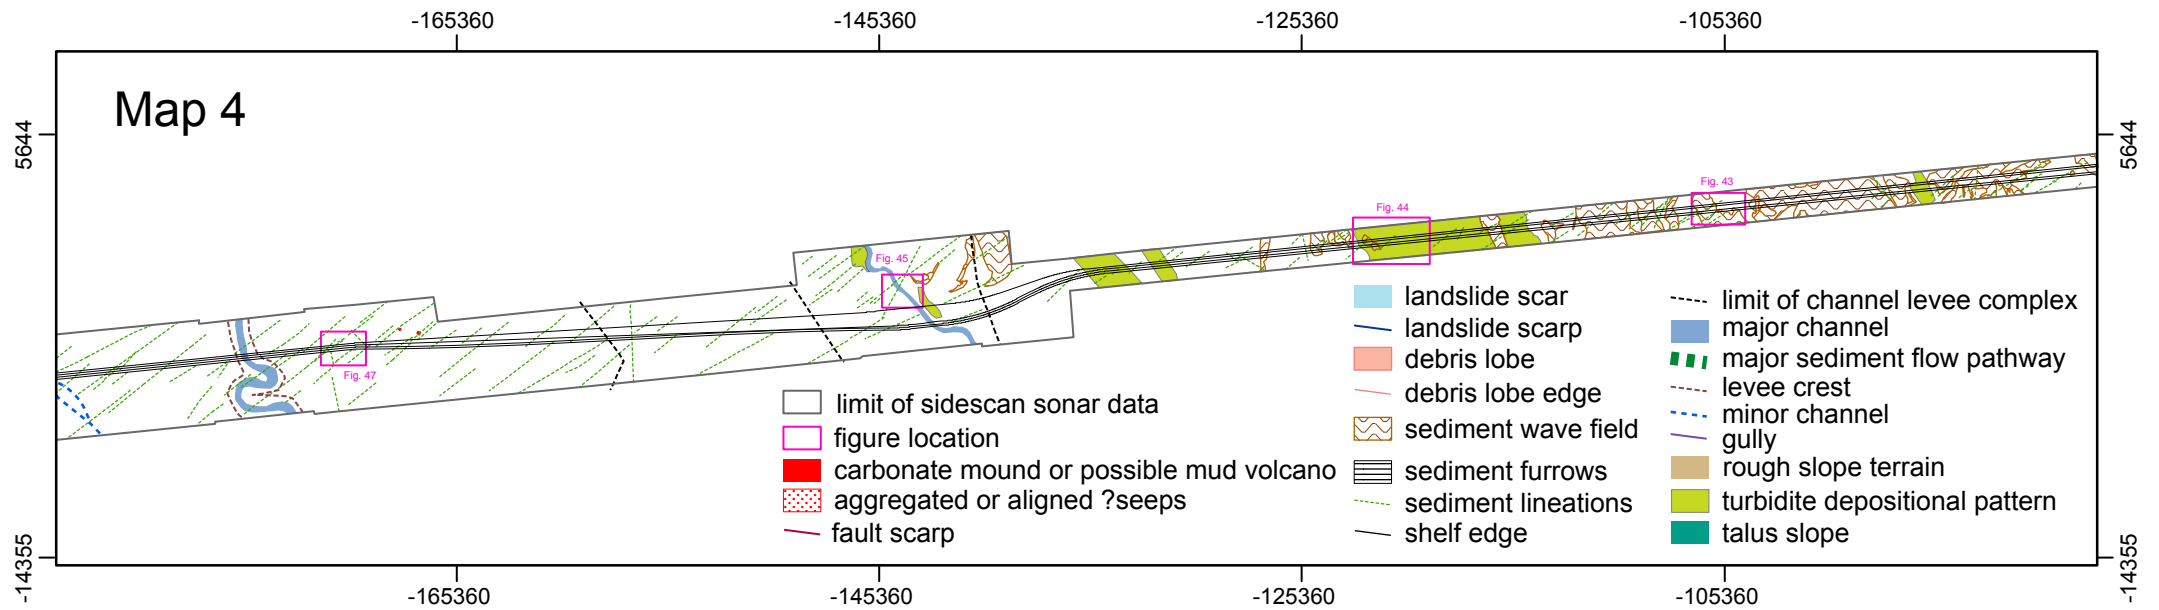 -165360 -145360 -125360 -105360
Map 4
5644 5644
Fig. 43
Fig. 44
Fig. 45
Fig. 47
landslide scar
landslide scarp
debris lobe
debris lobe edge
sediment wave field
sediment furrows
sediment lineations
shelf edge
limit of channel levee complex
major channel
major sediment flow pathway
levee crest
minor channel
gully
rough slope terrain
turbidite depositional pattern
talus slope
limit of sidescan sonar data
figure location
carbonate mound or possible mud volcano
aggregated or aligned ?seeps
fault scarp
-14355 -14355
-165360 -145360 -125360 -105360